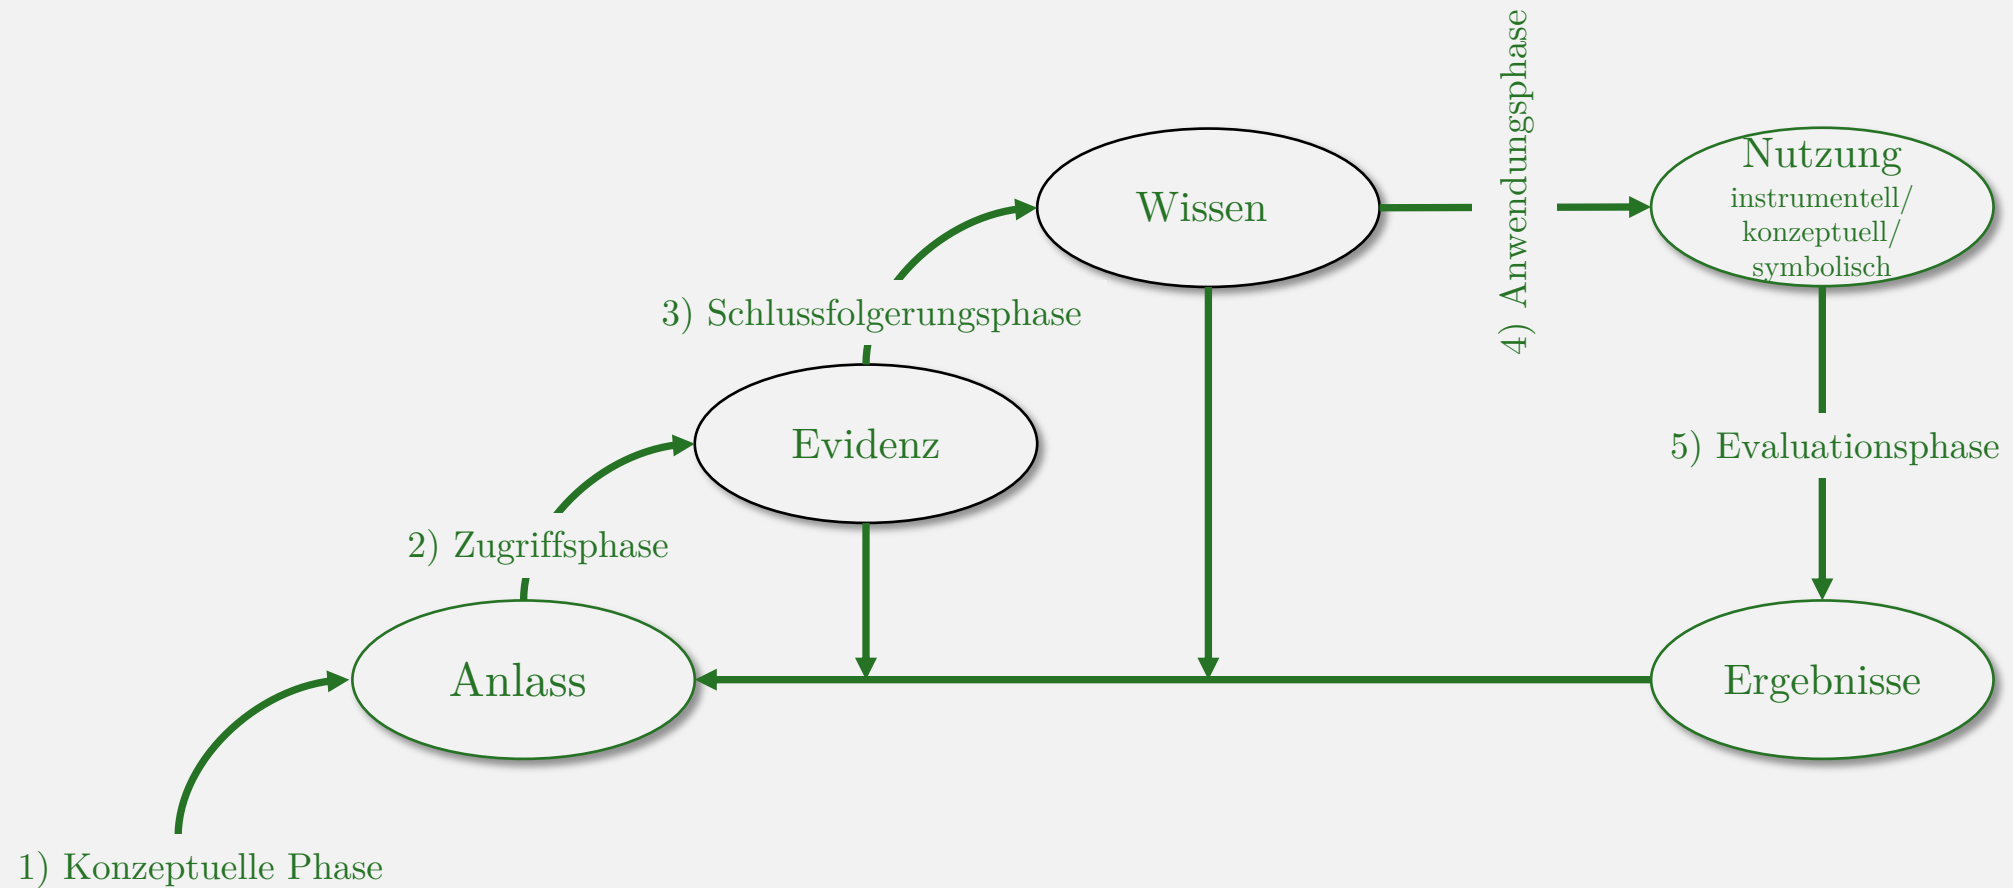 4) Anwendungsphase
Nutzung
instrumentell/
konzeptuell/
symbolisch
Wissen
3) Schlussfolgerungsphase
Evidenz
5) Evaluationsphase
2) Zugriffsphase
Anlass
Ergebnisse
1) Konzeptuelle Phase